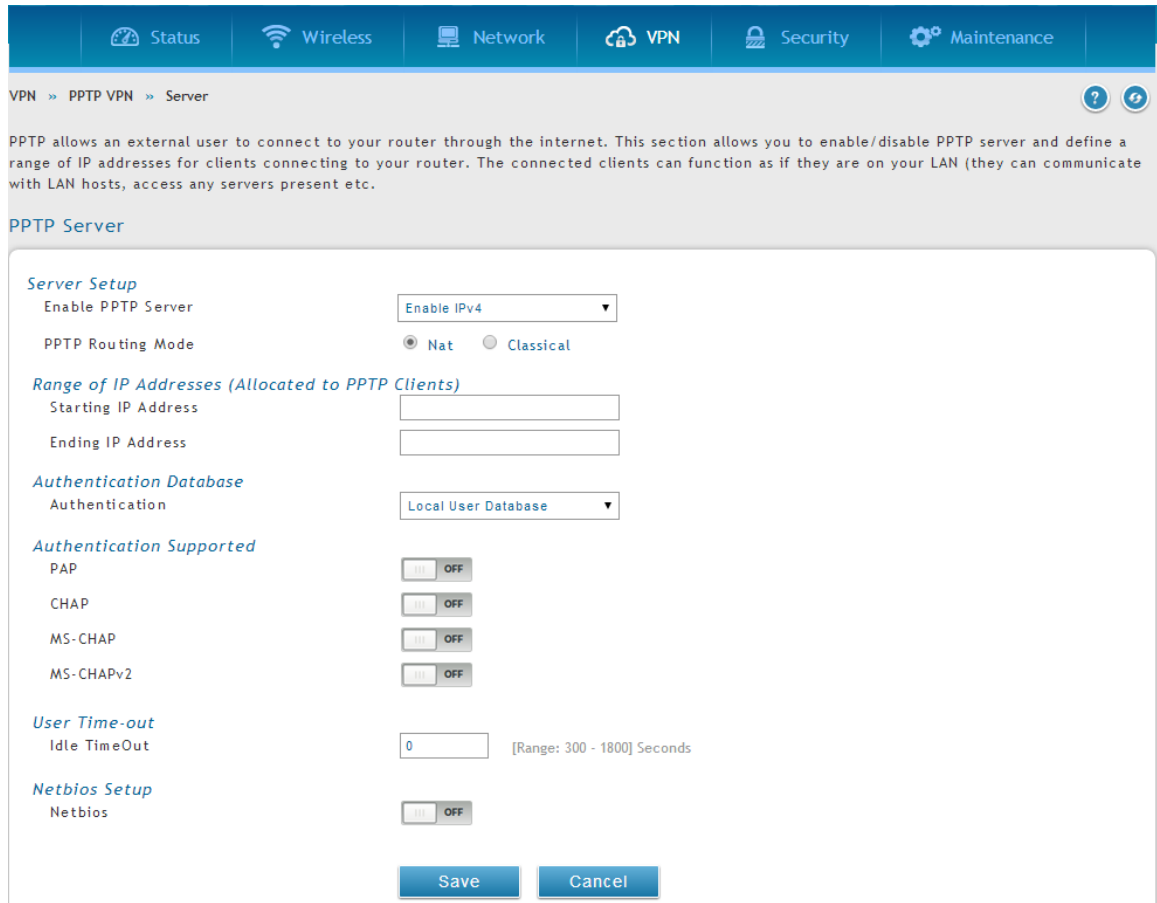 Status Wireless Network VPN Security Maintenance
VPN » PPTP VPN » Server
PPTP allows an external user to connect to your router through the internet. This section allows you to enable/disable PPTP server and define a
range of IP addresses for clients connecting to your router. The connected clients can function as if they are on your LAN (they can communicate
with LAN hosts, access any servers present etc.
PPTP Server
Server Setup
Enable PPTP Server Enable IPv4
PPTP Routing Mode Nat Classical
Range of IP Addresses (Allocated to PPTP Clients)
Starting IP Address
Ending IP Address
Authentication Database
Authentication Local User Database
Authentication Supported
PAP OFF
CHAP OFF
MS-CHAP OFF
MS-CHAPv2 OFF
User Time-out
Idle TimeOut 0 [Range: 300 - 1800] Seconds
Netbios Setup
Netbios OFF
Save Cancel